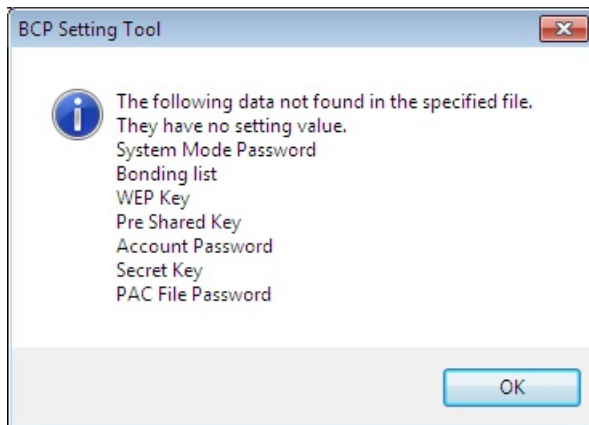 BCP Setting Tool
The following data not found in the specified file.
They have no setting value.
System Mode Password
Bonding list
WEP Key
Pre Shared Key
Account Password
Secret Key
PAC File Password
OK